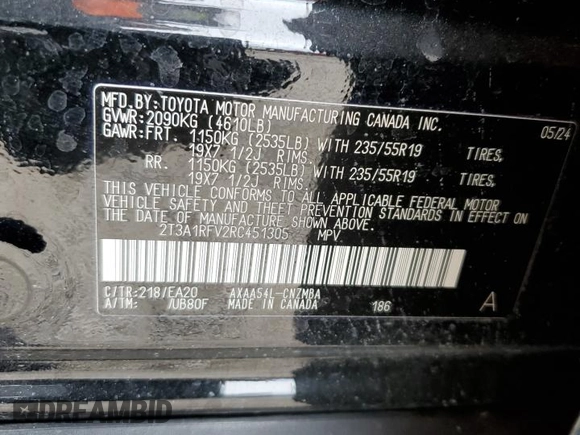 MFD.BY:TOYOTA MOTOR MANUFACTURING CANADA INC.
GVWR:2090KG (4610LB) 05/24
GAWR:FRT. 1150KG (2535LB) WITH 235/55R19 TIRES,
19X7 1/2J RIMS.
RR. 1150KG (2535LB) WITH 235/55R19 TIRES,
19X7 1/2J RIMS.
THIS VEHICLE CONFORMS TO ALL APPLICABLE FEDERAL MOTOR
VEHICLE SAFETY AND THEFT PREVENTION STANDARDS IN EFFECT ON
THE DATE OF MANUFACTURE SHOWN ABOVE.
2T3A1RFV2RC451305 MPV
C/TR:218/EA20 AXAA54L-CNZMBA
A/TM: /UB80F MADE IN CANADA 186 A
DREAMBID